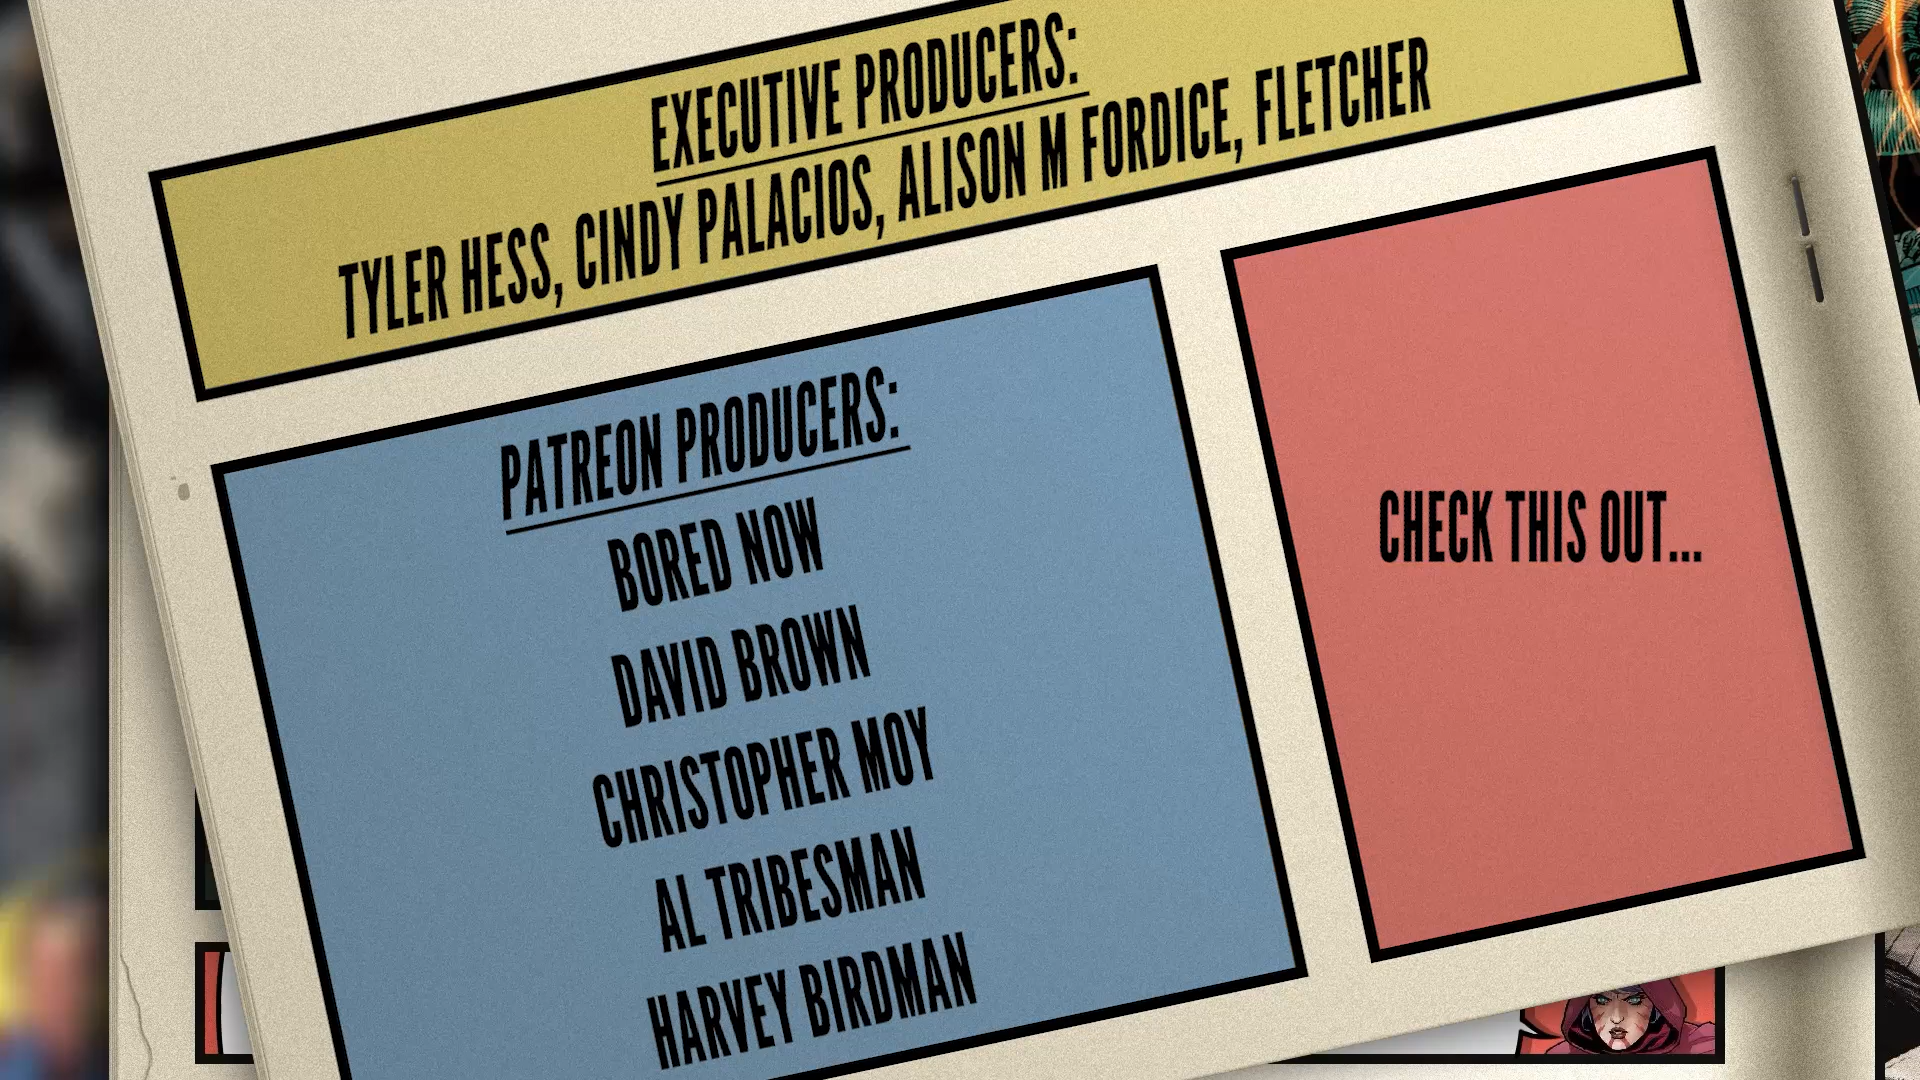 EXECUTIVE PRODUCERS:
TYLER HESS, CINDY PALACIOS, ALISON M FORDICE, FLETCHER
PATREON PRODUCERS:
BORED NOW
DAVID BROWN
CHRISTOPHER MOY
AL TRIBESMAN
HARVEY BIRDMAN
CHECK THIS OUT...